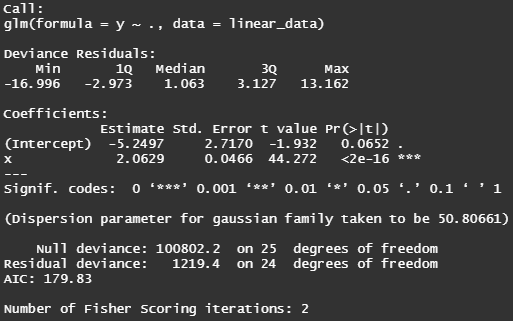 Call:
glm(formula = y ~ ., data = linear_data)
Deviance Residuals:
Min 1Q Median 3Q Max
-16.996 -2.973 1.063 3.127 13.162
Coefficients:
Estimate Std. Error t value Pr(>|t|)
(Intercept) -5.2497 2.7170 -1.932 0.0652 .
x 2.0629 0.0466 44.272 <2e-16 ***
---
Signif. codes: 0 ‘***’ 0.001 ‘**’ 0.01 ‘*’ 0.05 ‘.’ 0.1 ‘ ’ 1
(Dispersion parameter for gaussian family taken to be 50.80661)
Null deviance: 100802.2 on 25 degrees of freedom
Residual deviance: 1219.4 on 24 degrees of freedom
AIC: 179.83
Number of Fisher Scoring iterations: 2